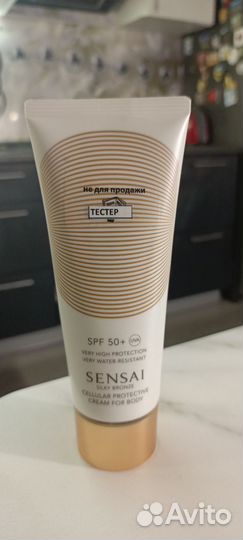 не для продажи
ТЕСТЕР
SPF 50+ UVA
VERY HIGH PROTECTION
VERY WATER-RESISTANT
SENSAI
SILKY BRONZE
CELLULAR PROTECTIVE
CREAM FOR BODY
Avito